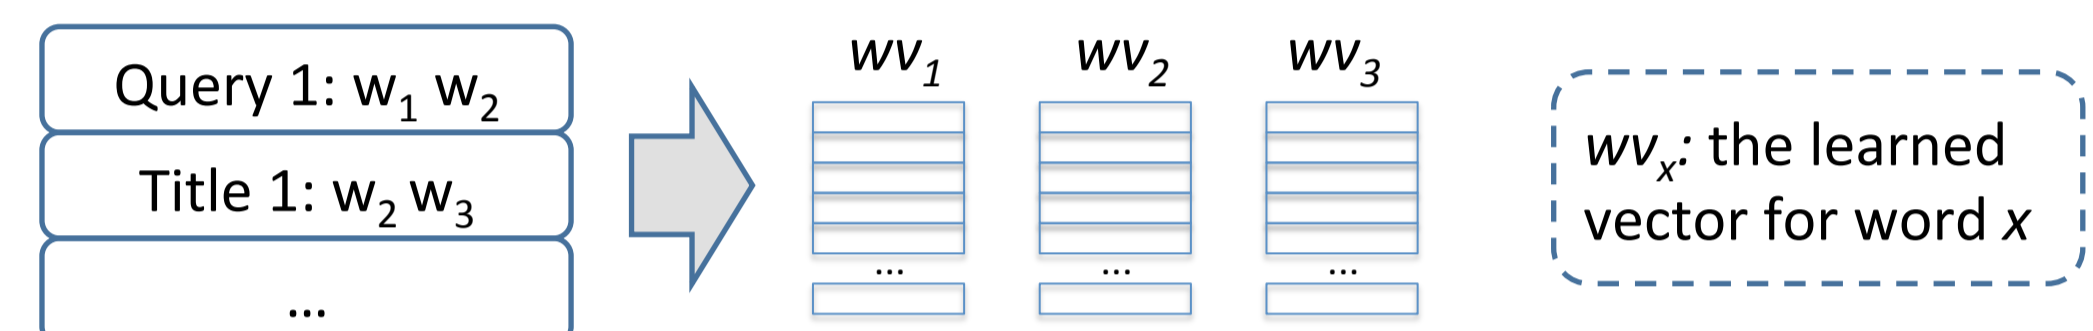 Query 1: w₁ w₂
Title 1: w₂ w₃
...
wv₁ wv₂ wv₃
... ... ...
wvₓ: the learned
vector for word x